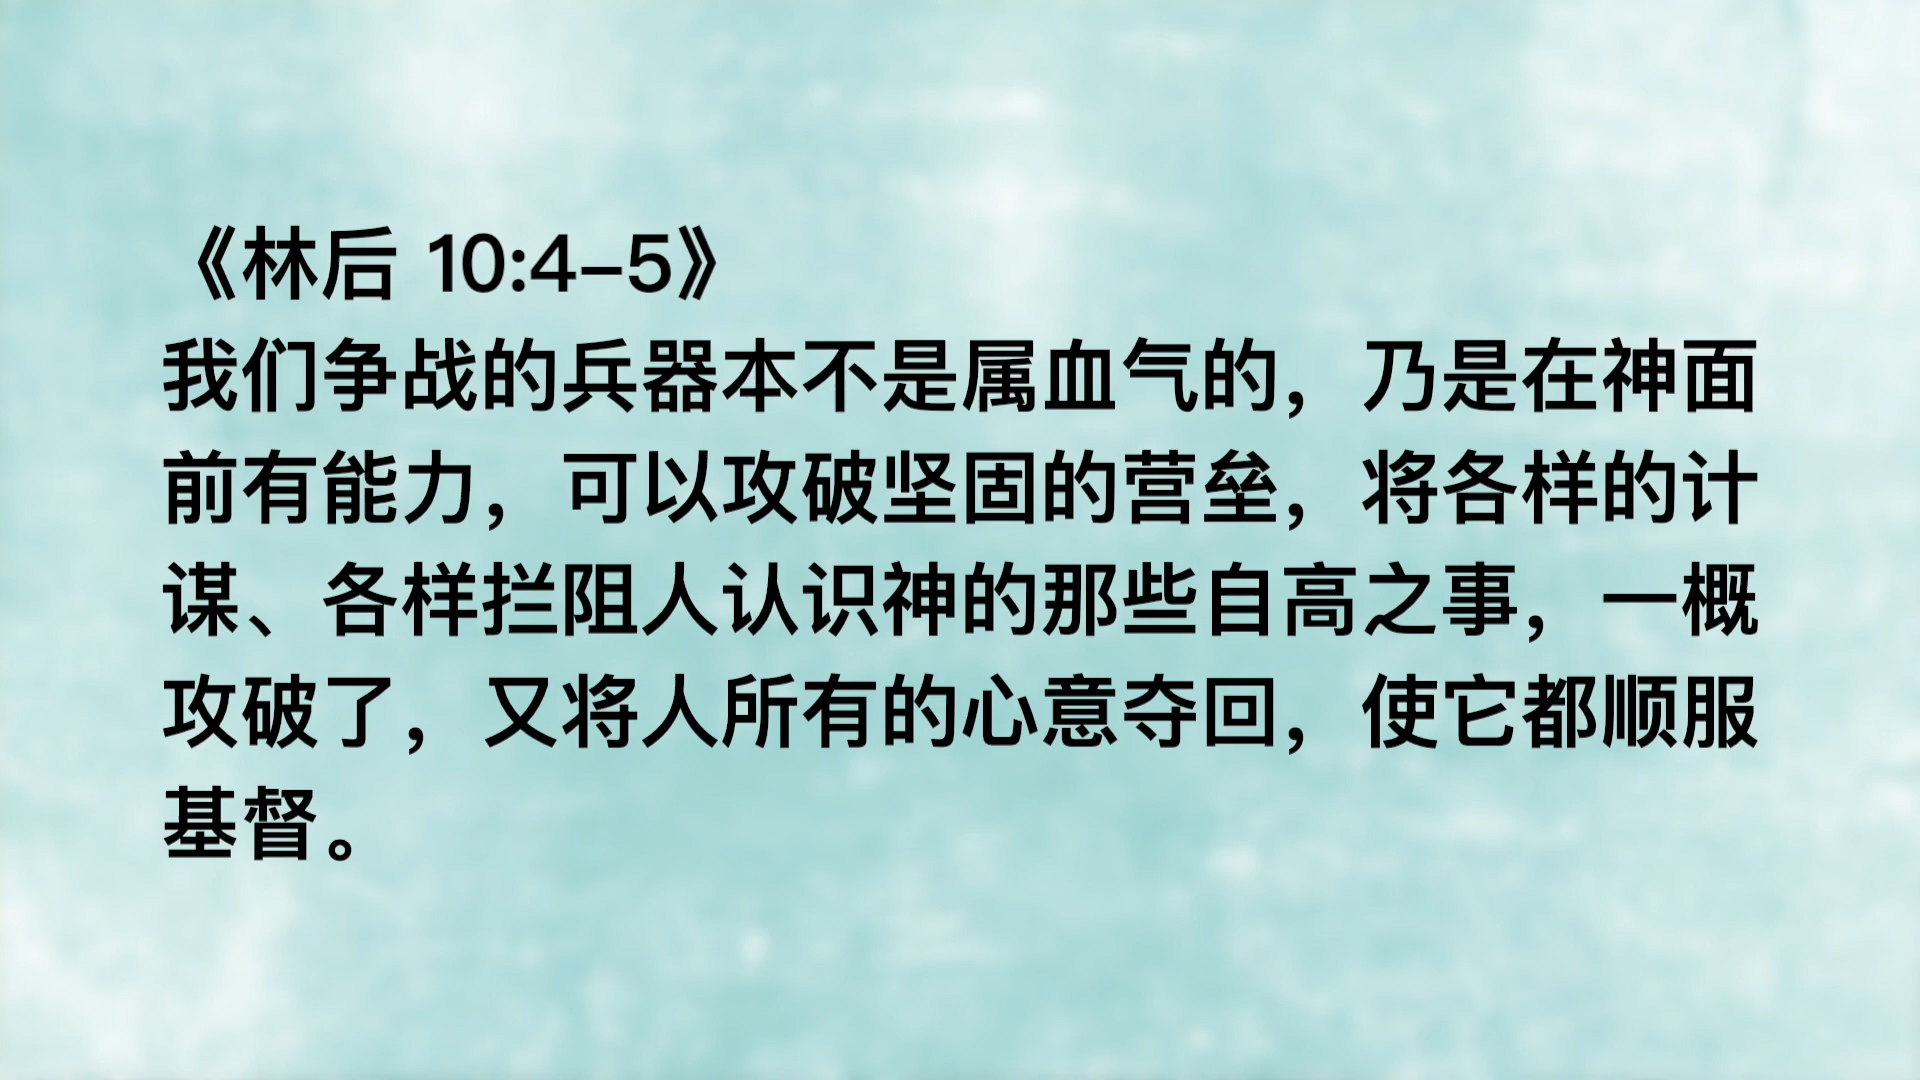 《林后 10:4–5》
我们争战的兵器本不是属血气的，乃是在神面
前有能力，可以攻破坚固的营垒，将各样的计
谋、各样拦阻人认识神的那些自高之事，一概
攻破了，又将人所有的心意夺回，使它都顺服
基督。